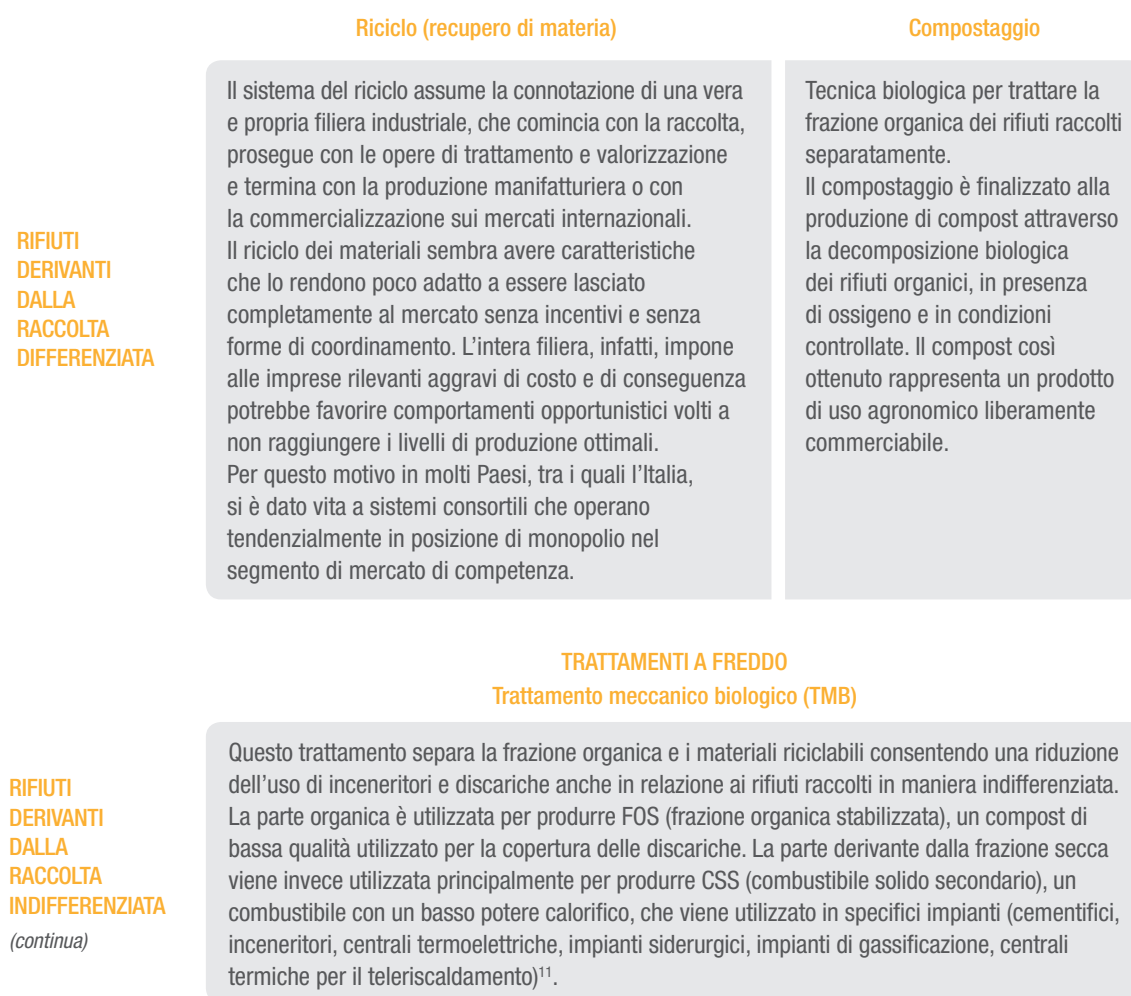 Riciclo (recupero di materia)
Compostaggio
RIFIUTI
DERIVANTI
DALLA
RACCOLTA
DIFFERENZIATA
Il sistema del riciclo assume la connotazione di una vera
e propria filiera industriale, che comincia con la raccolta,
prosegue con le opere di trattamento e valorizzazione
e termina con la produzione manifatturiera o con
la commercializzazione sui mercati internazionali.
Il riciclo dei materiali sembra avere caratteristiche
che lo rendono poco adatto a essere lasciato
completamente al mercato senza incentivi e senza
forme di coordinamento. L'intera filiera, infatti, impone
alle imprese rilevanti aggravi di costo e di conseguenza
potrebbe favorire comportamenti opportunistici volti a
non raggiungere i livelli di produzione ottimali.
Per questo motivo in molti Paesi, tra i quali l'Italia,
si è dato vita a sistemi consortili che operano
tendenzialmente in posizione di monopolio nel
segmento di mercato di competenza.
Tecnica biologica per trattare la
frazione organica dei rifiuti raccolti
separatamente.
Il compostaggio è finalizzato alla
produzione di compost attraverso
la decomposizione biologica
dei rifiuti organici, in presenza
di ossigeno e in condizioni
controllate. Il compost così
ottenuto rappresenta un prodotto
di uso agronomico liberamente
commerciabile.
TRATTAMENTI A FREDDO
Trattamento meccanico biologico (TMB)
RIFIUTI
DERIVANTI
DALLA
RACCOLTA
INDIFFERENZIATA
(continua)
Questo trattamento separa la frazione organica e i materiali riciclabili consentendo una riduzione
dell'uso di inceneritori e discariche anche in relazione ai rifiuti raccolti in maniera indifferenziata.
La parte organica è utilizzata per produrre FOS (frazione organica stabilizzata), un compost di
bassa qualità utilizzato per la copertura delle discariche. La parte derivante dalla frazione secca
viene invece utilizzata principalmente per produrre CSS (combustibile solido secondario), un
combustibile con un basso potere calorifico, che viene utilizzato in specifici impianti (cementifici,
inceneritori, centrali termoelettriche, impianti siderurgici, impianti di gassificazione, centrali
termiche per il teleriscaldamento)¹¹.